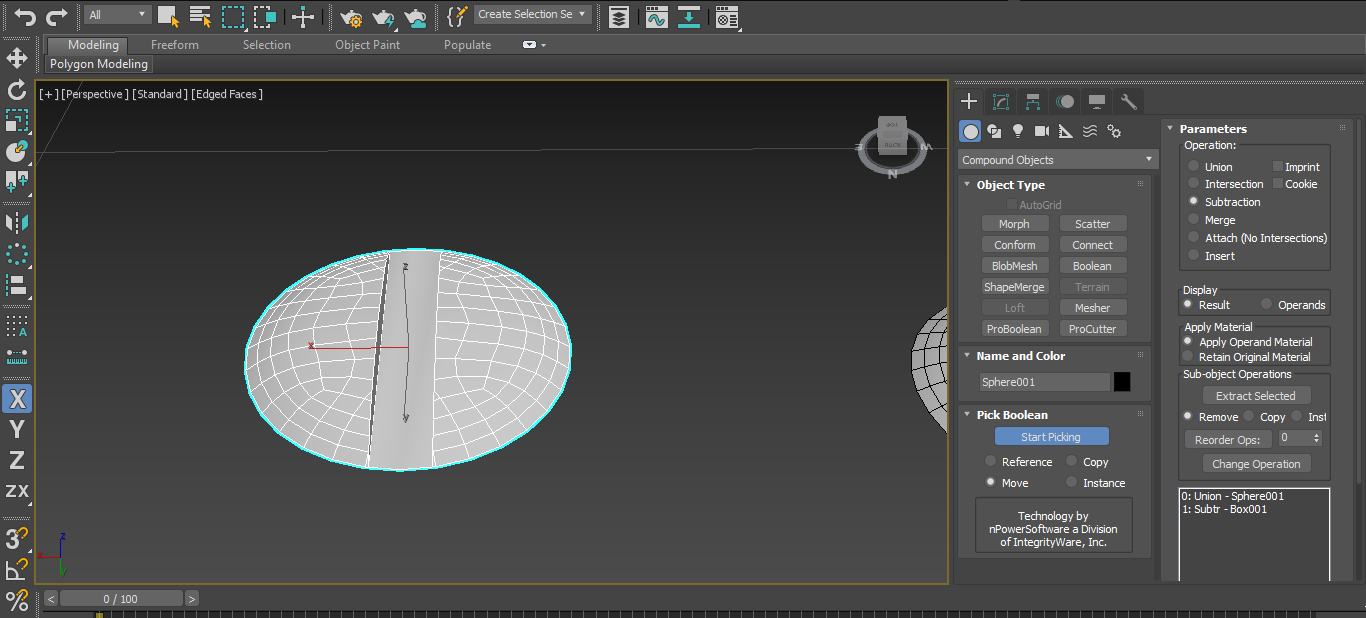 All
Create Selection Se
Modeling Freeform Selection Object Paint Populate
Polygon Modeling
[+] [Perspective] [Standard] [Edged Faces]
TOP
BACK
E W
N
z
x
y
z
x
y
A
X
Y
Z
ZX
3
%
< 0 / 100 >
Compound Objects
Object Type
AutoGrid
Morph Scatter
Conform Connect
BlobMesh Boolean
ShapeMerge Terrain
Loft Mesher
ProBoolean ProCutter
Name and Color
Sphere001
Pick Boolean
Start Picking
Reference Copy
Move Instance
Technology by
nPowerSoftware a Division
of IntegrityWare, Inc.
Parameters
Operation:
Union Imprint
Intersection Cookie
Subtraction
Merge
Attach (No Intersections)
Insert
Display
Result Operands
Apply Material
Apply Operand Material
Retain Original Material
Sub-object Operations
Extract Selected
Remove Copy Inst
Reorder Ops: 0
Change Operation
0: Union - Sphere001
1: Subtr - Box001